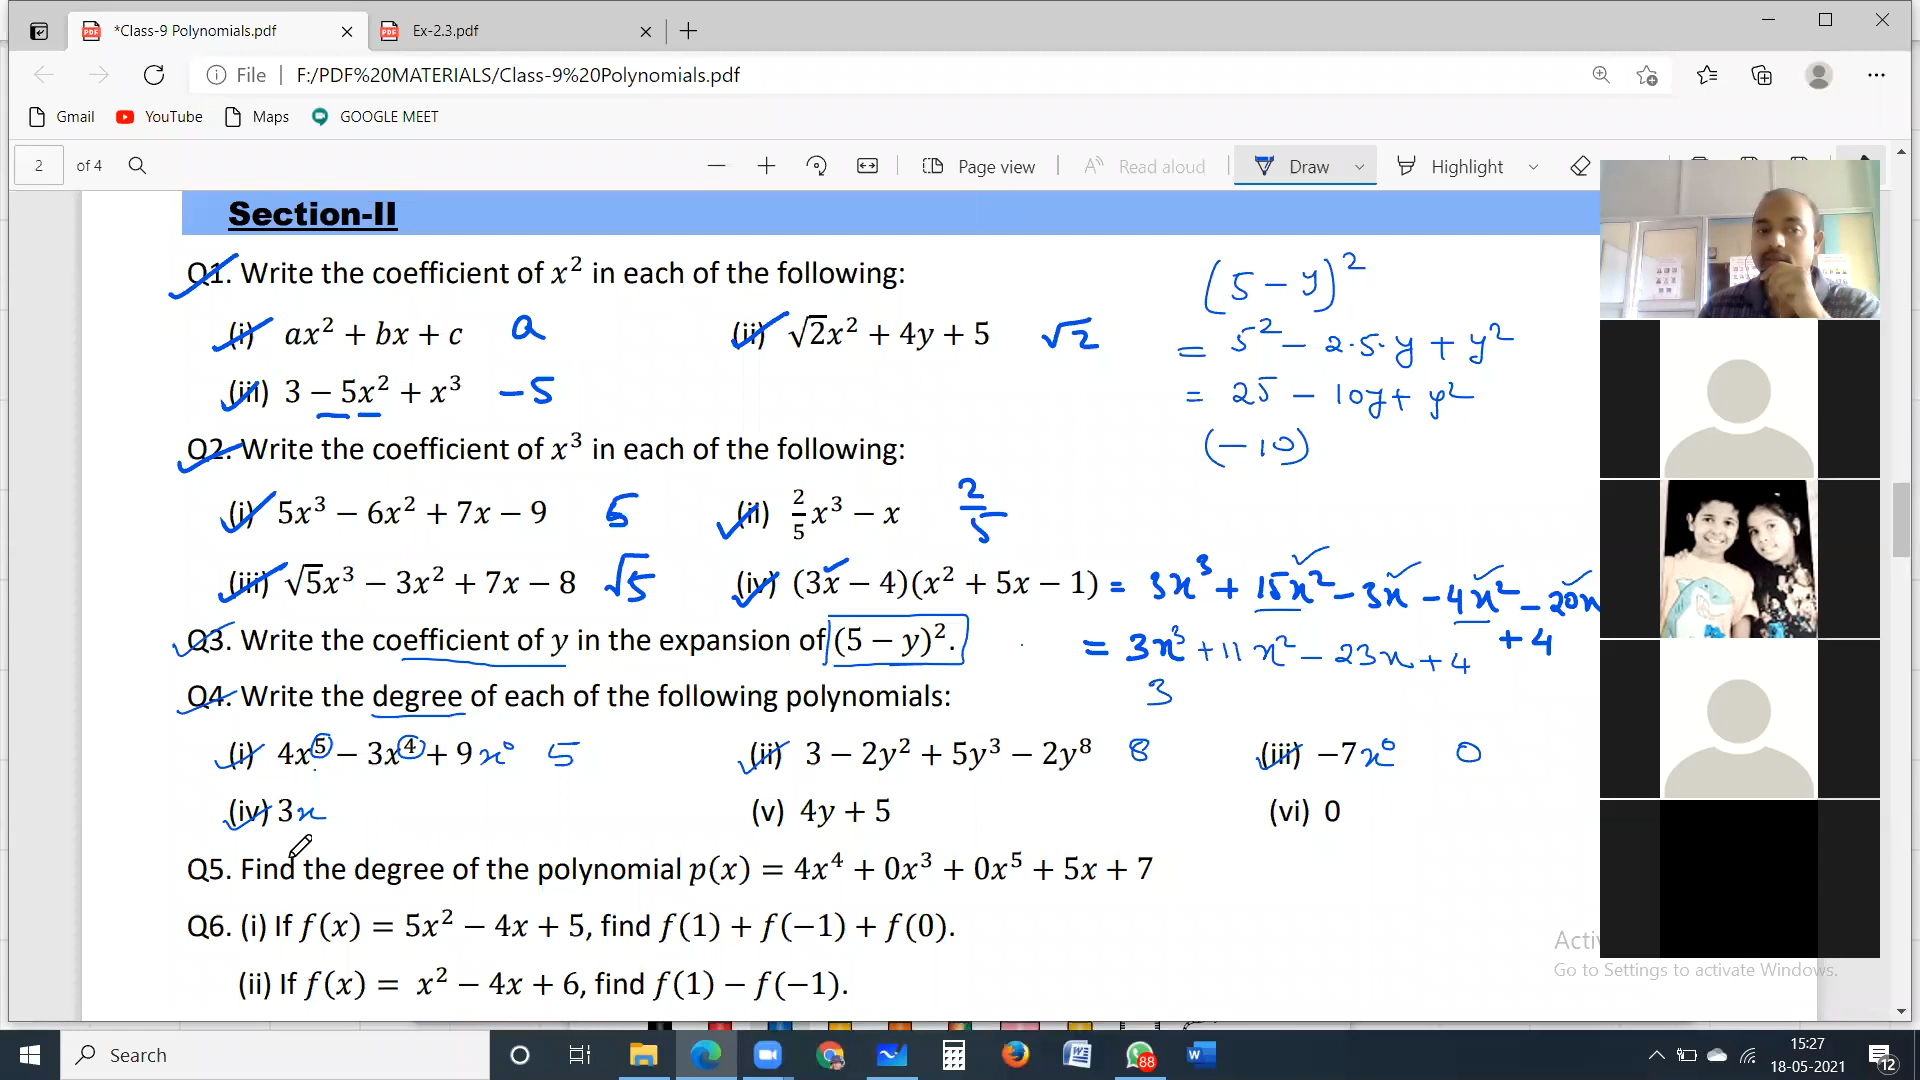 *Class-9 Polynomials.pdf
Ex-2.3.pdf
File | F:/PDF%20MATERIALS/Class-9%20Polynomials.pdf
Gmail YouTube Maps GOOGLE MEET
2 of 4 Page view Read aloud Draw Highlight
Section-II
Q1. Write the coefficient of x² in each of the following:
(i) ax² + bx + c a (ii) √2x² + 4y + 5 √2
(iii) 3 − 5x² + x³ −5
(5 − y)²
= 5² − 2·5·y + y²
= 25 − 10y + y²
(−10)
Q2. Write the coefficient of x³ in each of the following:
(i) 5x³ − 6x² + 7x − 9 5 (ii) 2/5 x³ − x 2/5
(iii) √5x³ − 3x² + 7x − 8 √5 (iv) (3x − 4)(x² + 5x − 1) = 3x³ + 15x² − 3x − 4x² − 20x + 4
= 3x³ + 11x² − 23x + 4
3
Q3. Write the coefficient of y in the expansion of (5 − y)².
Q4. Write the degree of each of the following polynomials:
(i) 4x⁵ − 3x⁴ + 9x⁰ 5 (ii) 3 − 2y² + 5y³ − 2y⁸ 8 (iii) −7x⁰ 0
(iv) 3x (v) 4y + 5 (vi) 0
Q5. Find the degree of the polynomial p(x) = 4x⁴ + 0x³ + 0x⁵ + 5x + 7
Q6. (i) If f(x) = 5x² − 4x + 5, find f(1) + f(−1) + f(0).
(ii) If f(x) = x² − 4x + 6, find f(1) − f(−1).
Go to Settings to activate Windows.
Search
88
15:27
18-05-2021
12